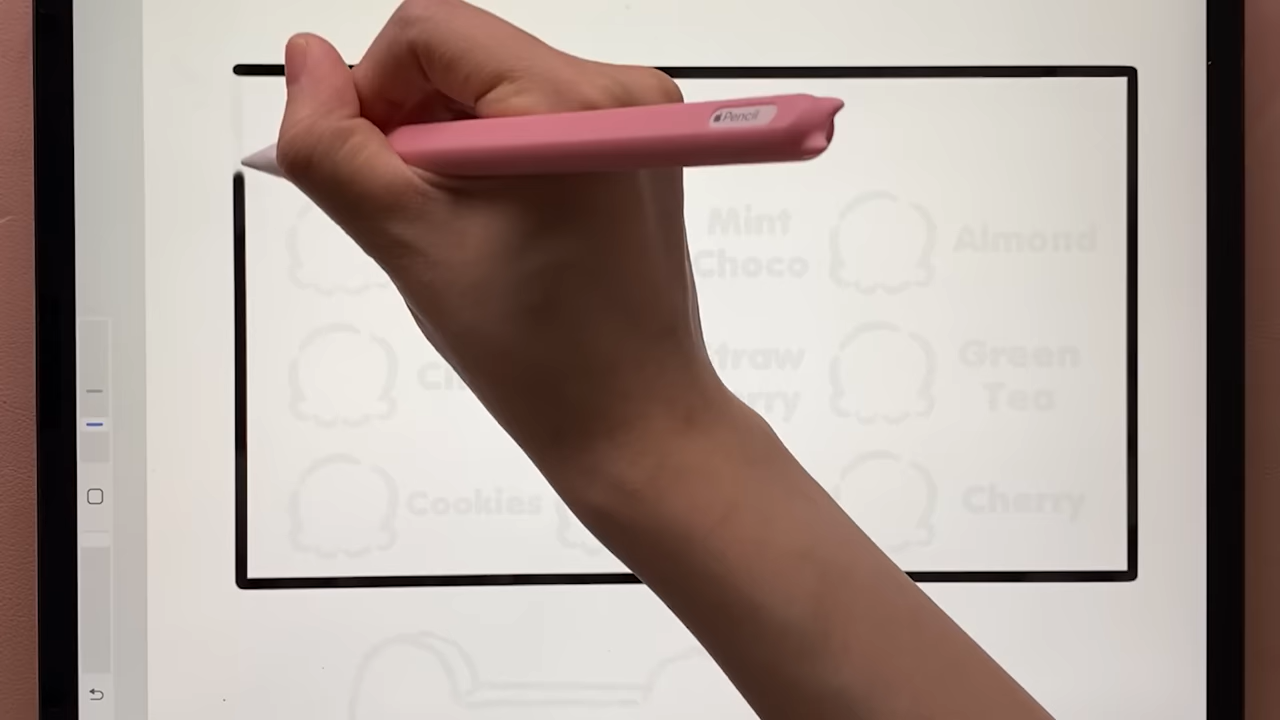 Pencil
Mint
Choco
Almond
Green
Tea
Cookies
Cherry